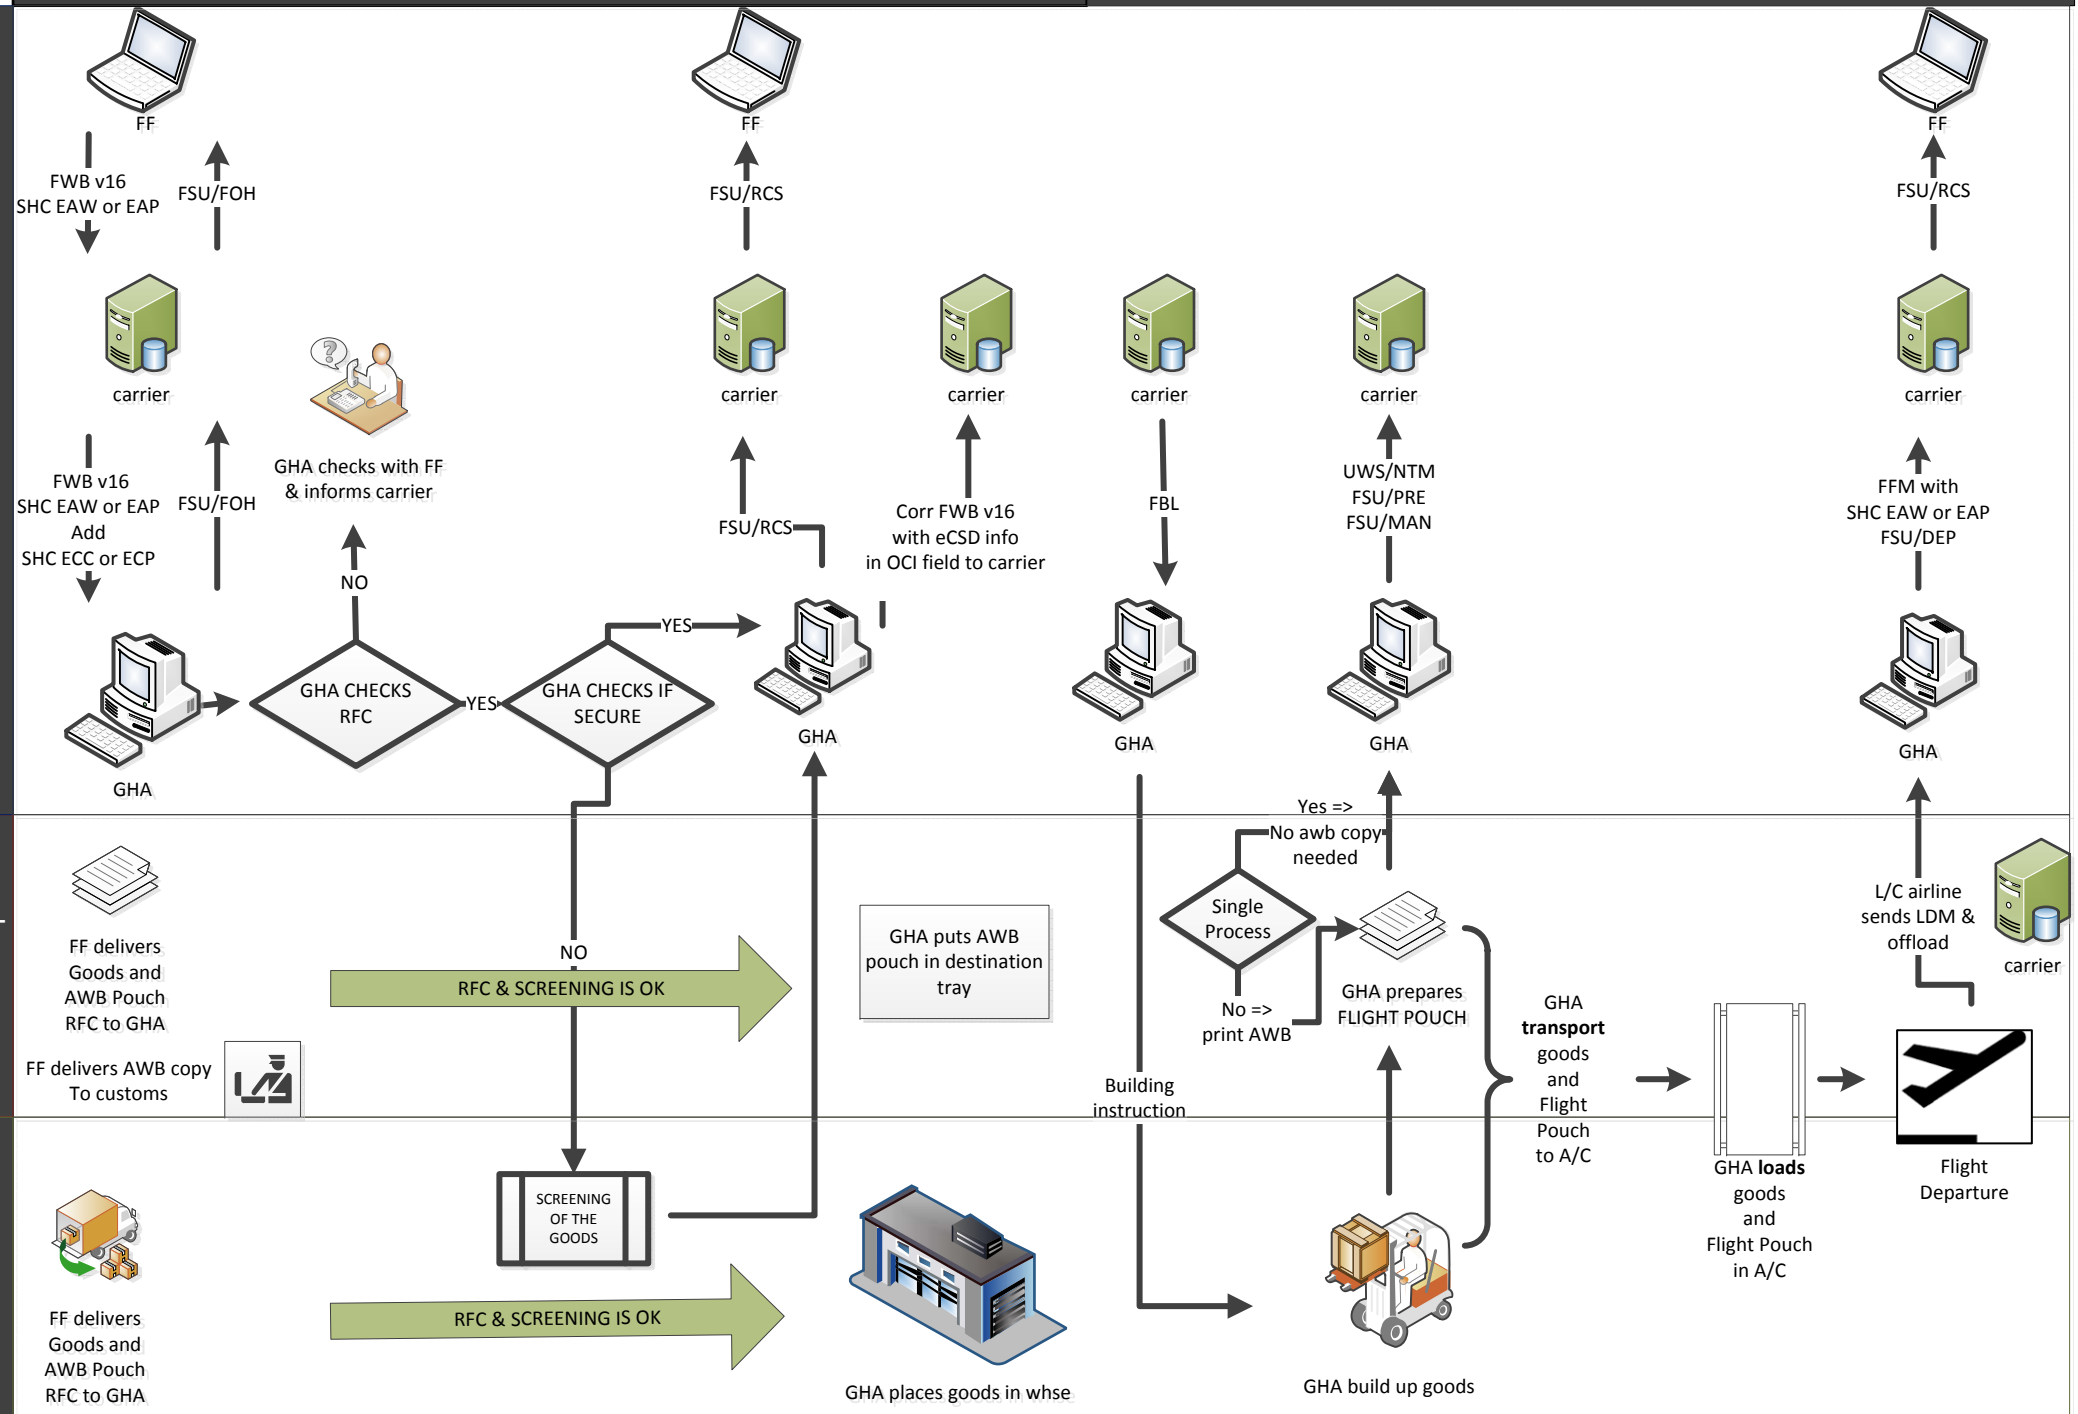 FF
FWB v16
SHC EAW or EAP
FSU/FOH
carrier
FWB v16
SHC EAW or EAP
Add
SHC ECC or ECP
FSU/FOH
GHA
GHA checks with FF
& informs carrier
NO
GHA CHECKS
RFC
YES
GHA CHECKS IF
SECURE
YES
NO
FF
FSU/RCS
carrier
FSU/RCS
GHA
carrier
Corr FWB v16
with eCSD info
in OCI field to carrier
carrier
FBL
GHA
carrier
UWS/NTM
FSU/PRE
FSU/MAN
GHA
FF
FSU/RCS
carrier
FFM with
SHC EAW or EAP
FSU/DEP
GHA
FF delivers
Goods and
AWB Pouch
RFC to GHA
FF delivers AWB copy
To customs
RFC & SCREENING IS OK
GHA puts AWB
pouch in destination
tray
Building
instruction
Yes =>
No awb copy
needed
Single
Process
No =>
print AWB
GHA prepares
FLIGHT POUCH
GHA
transport
goods
and
Flight
Pouch
to A/C
L/C airline
sends LDM &
offload
carrier
GHA loads
goods
and
Flight Pouch
in A/C
Flight
Departure
FF delivers
Goods and
AWB Pouch
RFC to GHA
SCREENING
OF THE
GOODS
RFC & SCREENING IS OK
GHA places goods in whse
GHA build up goods